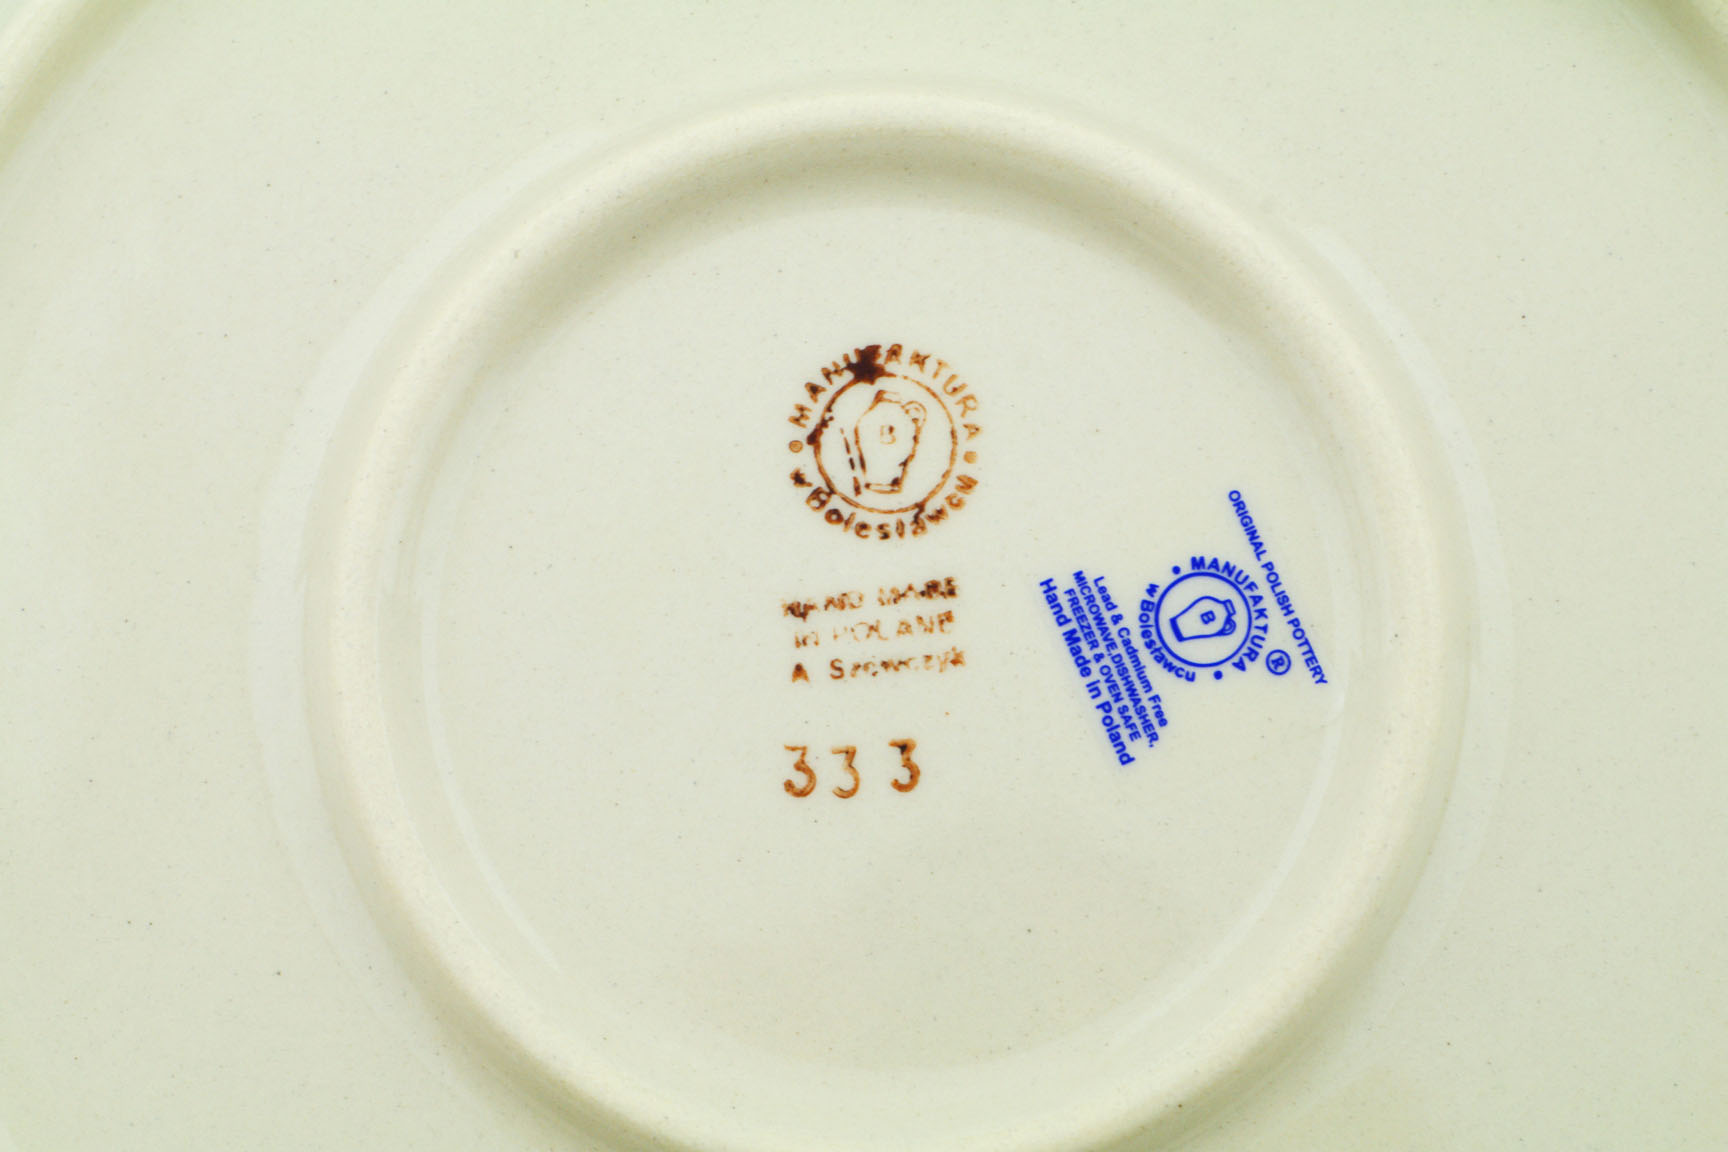 MANUFAKTURA
w Bolesławcu
B
HAND MADE
in POLAND
A Szewczyk
333
ORIGINAL POLISH POTTERY
MANUFAKTURA ®
w Bolesławcu
B
Lead & Cadmium Free
MICROWAVE,DISHWASHER,
FREEZER & OVEN SAFE
Hand Made in Poland